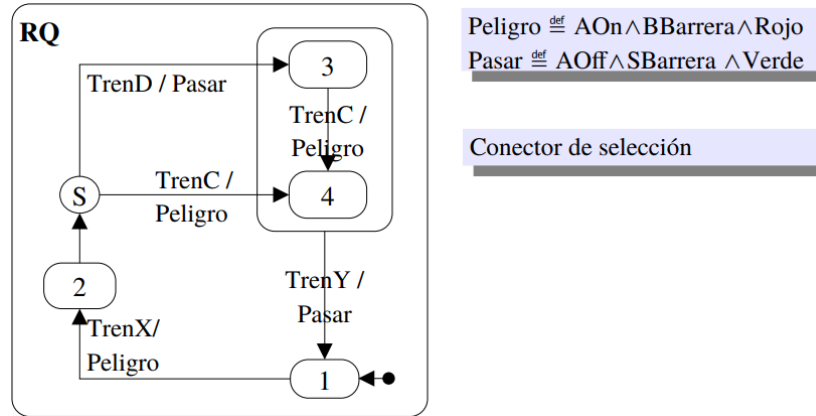 RQ
3
TrenD / Pasar
TrenC /
Peligro
4
S
TrenC /
Peligro
2
TrenY /
Pasar
TrenX/
Peligro
1
Peligro ≝ AOn∧BBarrera∧Rojo
Pasar ≝ AOff∧SBarrera ∧Verde
Conector de selección